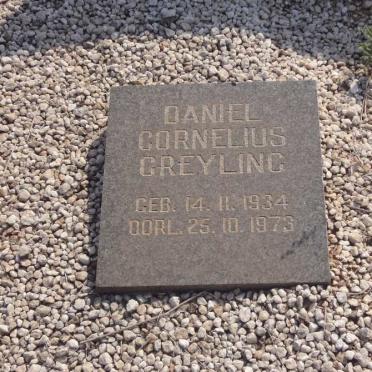 DANIEL
CORNELIUS
GREYLING
GEB. 14. 11. 1934
OORL. 25. 10. 1973